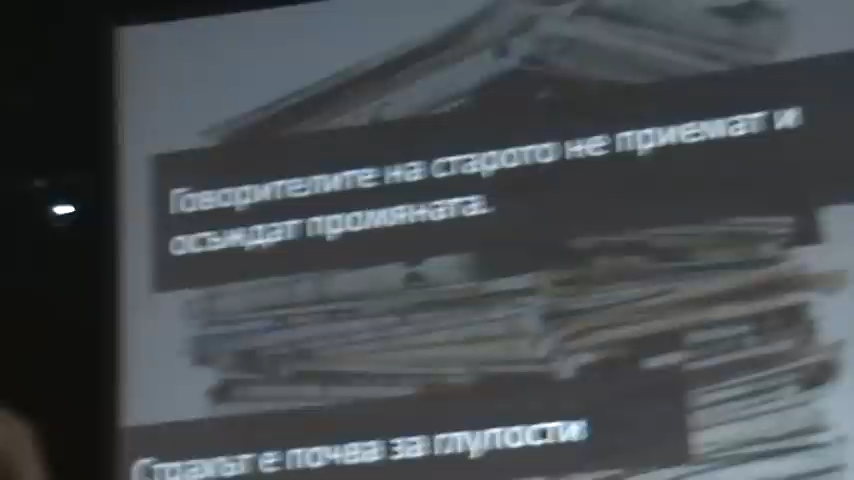 Говорителите на старото не приемат и
осъждат промяната.
Страхът е почва за глупости